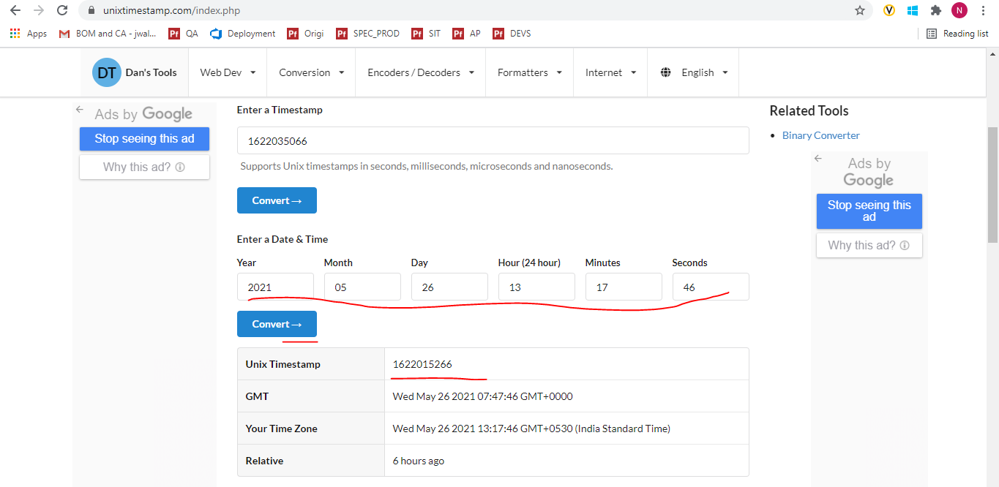 unixtimestamp.com/index.php
N
Apps BOM and CA - jwal... Pf QA Deployment Pf Origi Pf SPEC_PROD Pf SIT Pf AP Pf DEVS Reading list
DT Dan's Tools Web Dev Conversion Encoders / Decoders Formatters Internet English
Ads by Google
Stop seeing this ad
Why this ad?
Enter a Timestamp
1622035066
Supports Unix timestamps in seconds, milliseconds, microseconds and nanoseconds.
Convert →
Enter a Date & Time
Year Month Day Hour (24 hour) Minutes Seconds
2021 05 26 13 17 46
Convert →
Unix Timestamp 1622015266
GMT Wed May 26 2021 07:47:46 GMT+0000
Your Time Zone Wed May 26 2021 13:17:46 GMT+0530 (India Standard Time)
Relative 6 hours ago
Related Tools
• Binary Converter
Ads by
Google
Stop seeing this
ad
Why this ad?